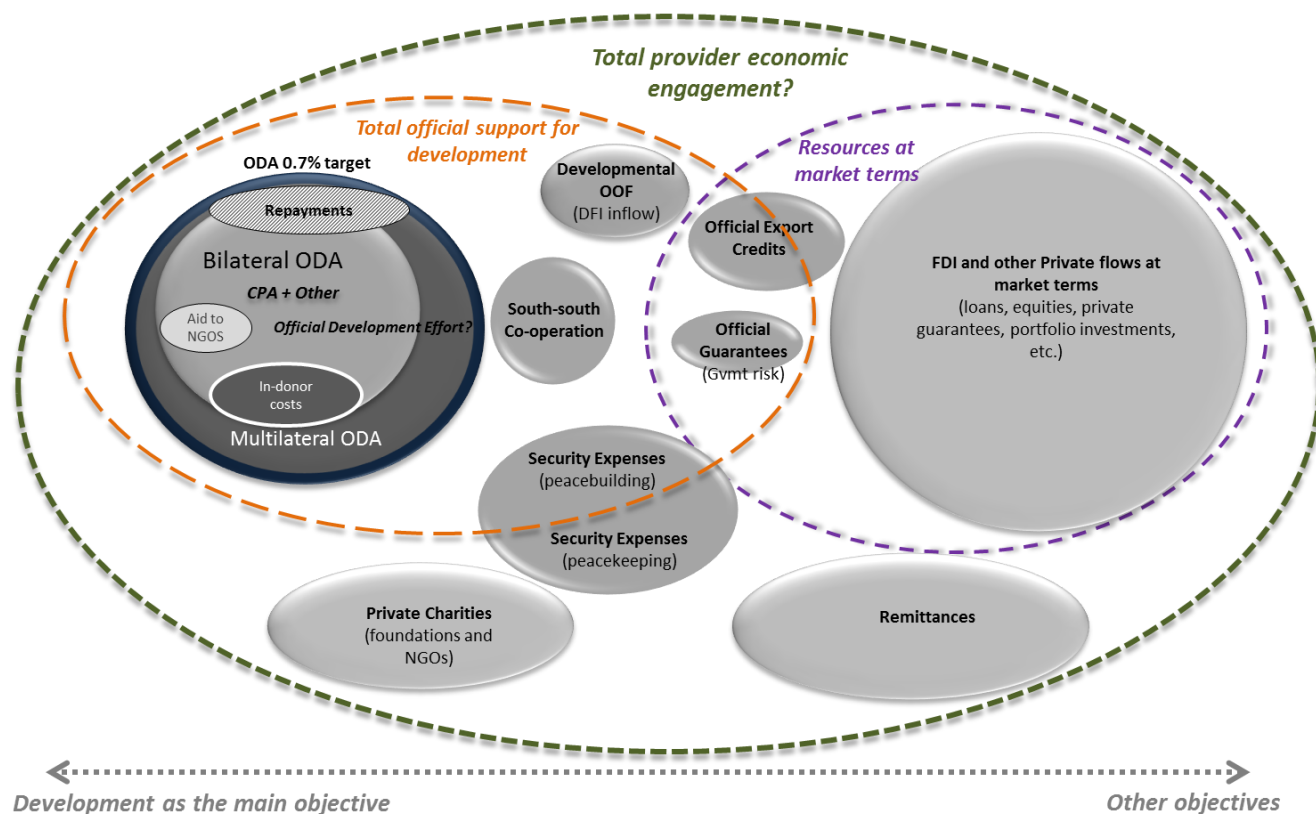 Total provider economic
engagement?
Total official support for
development
Resources at
market terms
ODA 0.7% target
Repayments
Bilateral ODA
CPA + Other
Aid to
NGOS
Official Development Effort?
In-donor
costs
Multilateral ODA
Developmental
OOF
(DFI inflow)
South-south
Co-operation
Official Export
Credits
Official
Guarantees
(Gvmt risk)
FDI and other Private flows at
market terms
(loans, equities, private
guarantees, portfolio investments,
etc.)
Security Expenses
(peacebuilding)
Security Expenses
(peacekeeping)
Private Charities
(foundations and
NGOs)
Remittances
Development as the main objective
Other objectives